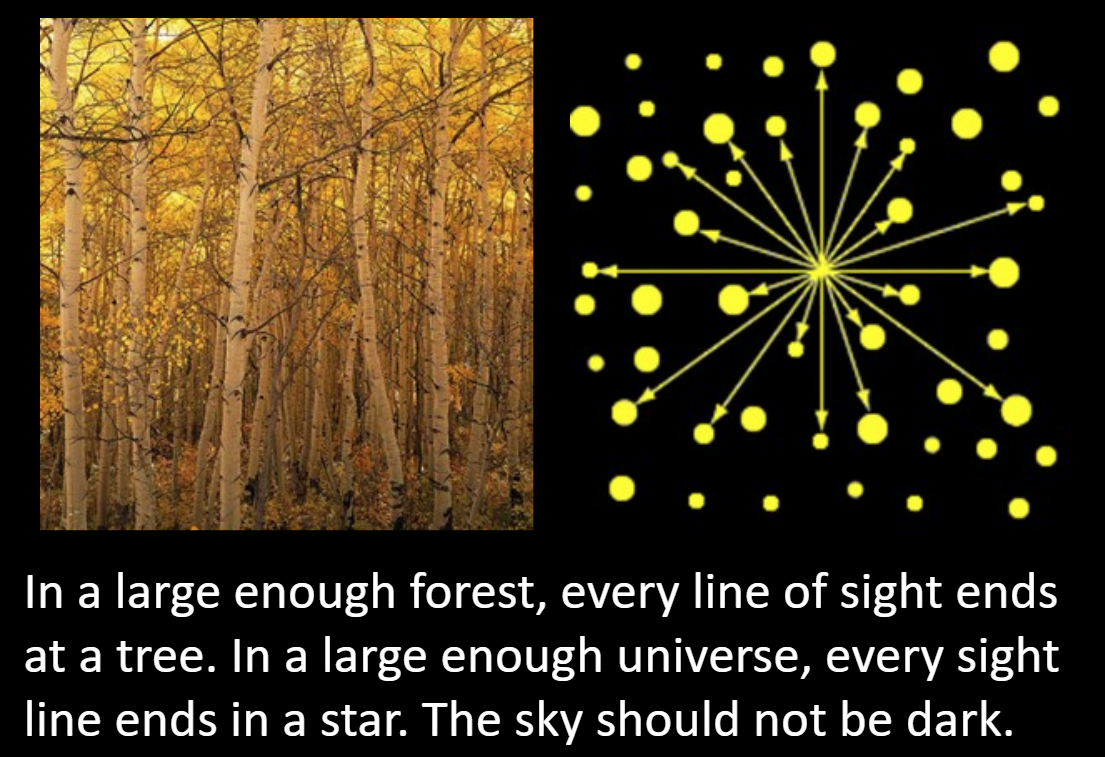 In a large enough forest, every line of sight ends
at a tree. In a large enough universe, every sight
line ends in a star. The sky should not be dark.